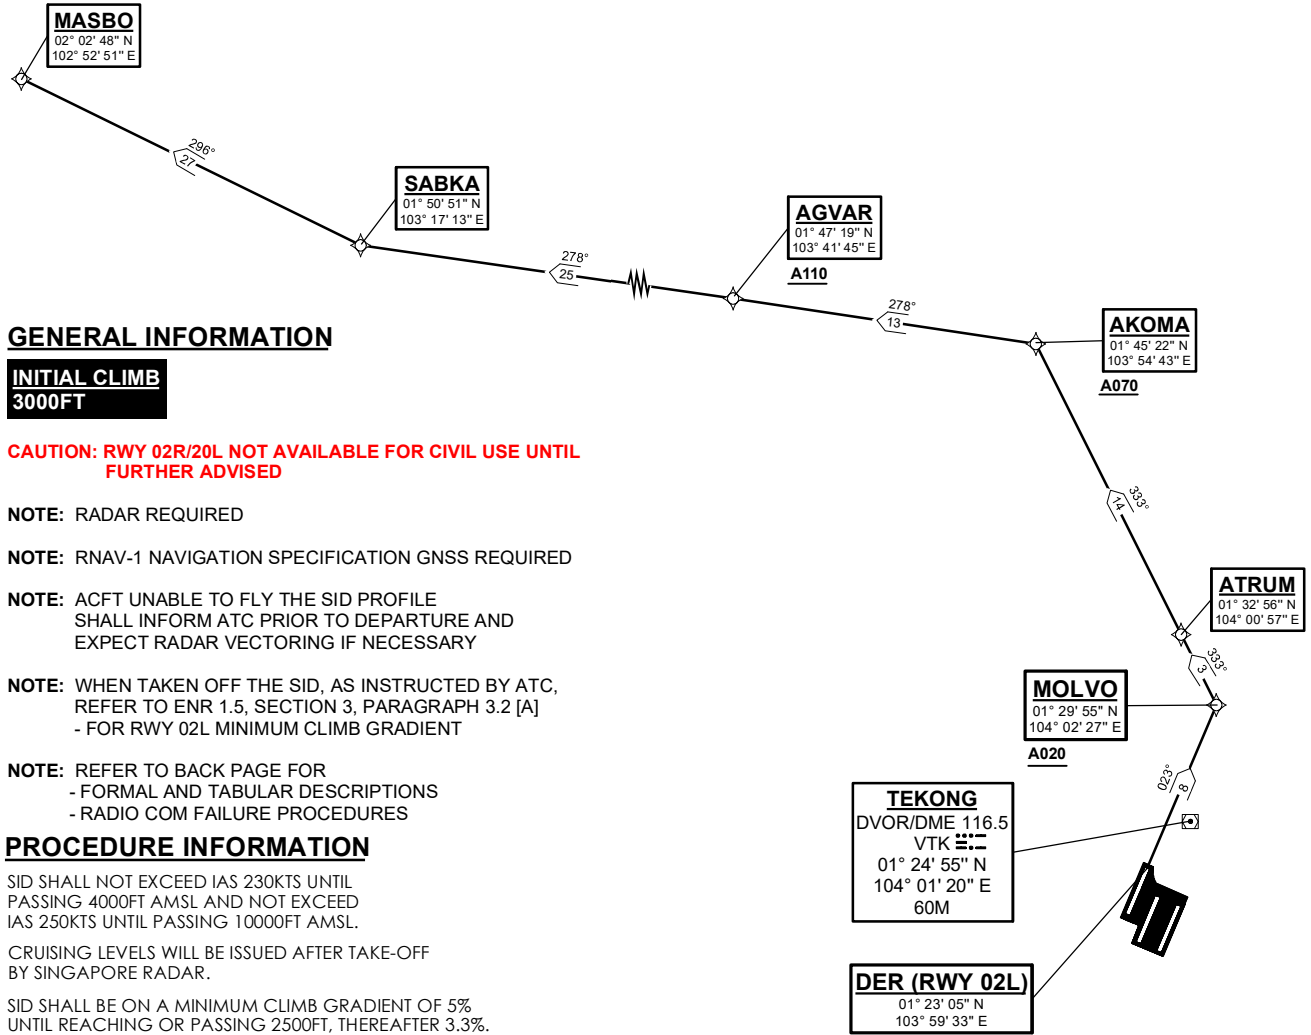 MASBO
02° 02' 48" N
102° 52' 51" E
296°
27
SABKA
01° 50' 51" N
103° 17' 13" E
278°
25
AGVAR
01° 47' 19" N
103° 41' 45" E
A110
278°
13
AKOMA
01° 45' 22" N
103° 54' 43" E
A070
333°
14
ATRUM
01° 32' 56" N
104° 00' 57" E
333°
3
MOLVO
01° 29' 55" N
104° 02' 27" E
A020
023°
8
TEKONG
DVOR/DME 116.5
VTK
01° 24' 55" N
104° 01' 20" E
60M
DER (RWY 02L)
01° 23' 05" N
103° 59' 33" E
GENERAL INFORMATION
INITIAL CLIMB
3000FT
CAUTION: RWY 02R/20L NOT AVAILABLE FOR CIVIL USE UNTIL
FURTHER ADVISED
NOTE: RADAR REQUIRED
NOTE: RNAV-1 NAVIGATION SPECIFICATION GNSS REQUIRED
NOTE: ACFT UNABLE TO FLY THE SID PROFILE
SHALL INFORM ATC PRIOR TO DEPARTURE AND
EXPECT RADAR VECTORING IF NECESSARY
NOTE: WHEN TAKEN OFF THE SID, AS INSTRUCTED BY ATC,
REFER TO ENR 1.5, SECTION 3, PARAGRAPH 3.2 [A]
- FOR RWY 02L MINIMUM CLIMB GRADIENT
NOTE: REFER TO BACK PAGE FOR
- FORMAL AND TABULAR DESCRIPTIONS
- RADIO COM FAILURE PROCEDURES
PROCEDURE INFORMATION
SID SHALL NOT EXCEED IAS 230KTS UNTIL
PASSING 4000FT AMSL AND NOT EXCEED
IAS 250KTS UNTIL PASSING 10000FT AMSL.
CRUISING LEVELS WILL BE ISSUED AFTER TAKE-OFF
BY SINGAPORE RADAR.
SID SHALL BE ON A MINIMUM CLIMB GRADIENT OF 5%
UNTIL REACHING OR PASSING 2500FT, THEREAFTER 3.3%.